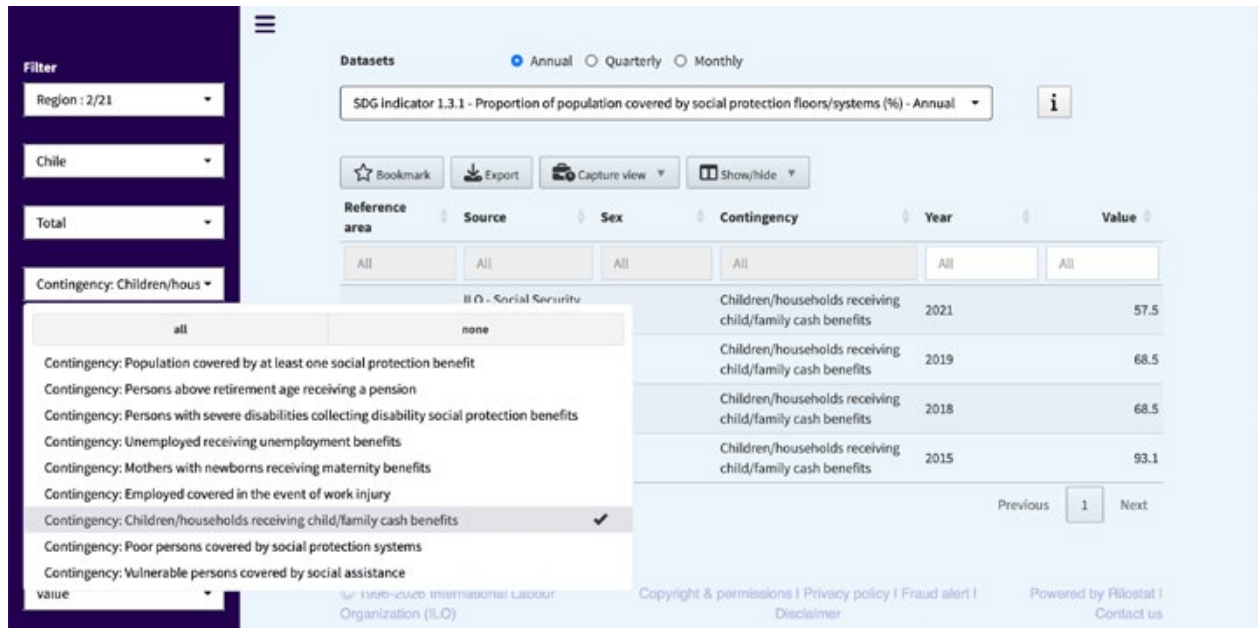 Filter
Region : 2/21
Chile
Total
Contingency: Children/hous
all none
Contingency: Population covered by at least one social protection benefit
Contingency: Persons above retirement age receiving a pension
Contingency: Persons with severe disabilities collecting disability social protection benefits
Contingency: Unemployed receiving unemployment benefits
Contingency: Mothers with newborns receiving maternity benefits
Contingency: Employed covered in the event of work injury
Contingency: Children/households receiving child/family cash benefits
Contingency: Poor persons covered by social protection systems
Contingency: Vulnerable persons covered by social assistance
value
Datasets Annual Quarterly Monthly
SDG indicator 1.3.1 - Proportion of population covered by social protection floors/systems (%) - Annual i
Bookmark Export Capture view Show/hide
Reference
area Source Sex Contingency Year Value
All All All All All All
ILO - Social Security
Children/households receiving
child/family cash benefits 2021 57.5
Children/households receiving
child/family cash benefits 2019 68.5
Children/households receiving
child/family cash benefits 2018 68.5
Children/households receiving
child/family cash benefits 2015 93.1
Previous 1 Next
© 1996-2026 International Labour
Organization (ILO)
Copyright & permissions I Privacy policy I Fraud alert I
Disclaimer
Powered by Rilostat I
Contact us